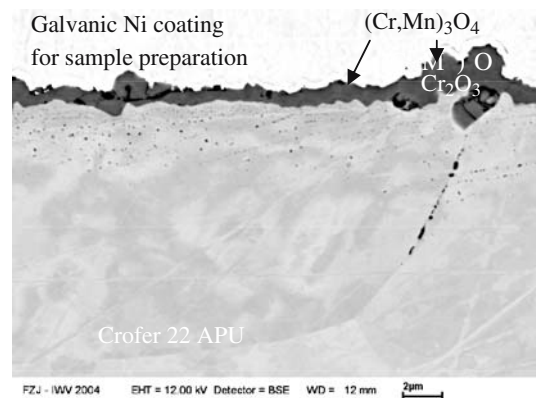 Galvanic Ni coating
for sample preparation
(Cr,Mn)₃O₄
M O
Cr₂O₃
Crofer 22 APU
FZJ - IWV 2004 EHT = 12.00 kV Detector = BSE WD = 12 mm 2μm